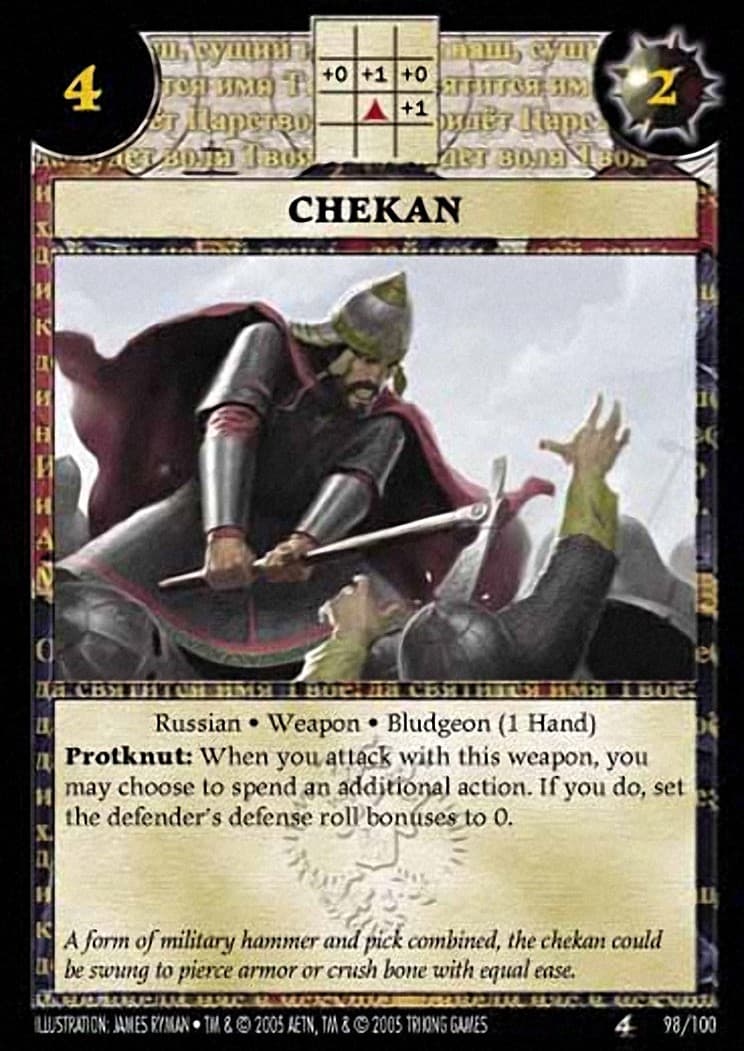 4
+0 +1 +0
+1
2
CHEKAN
Russian • Weapon • Bludgeon (1 Hand)
Protknut: When you attack with this weapon, you
may choose to spend an additional action. If you do, set
the defender's defense roll bonuses to 0.
A form of military hammer and pick combined, the chekan could
be swung to pierce armor or crush bone with equal ease.
ILLUSTRATION: JAMES RYMAN • TM & © 2005 AETN, TM & © 2005 TRIKING GAMES 4 98/100